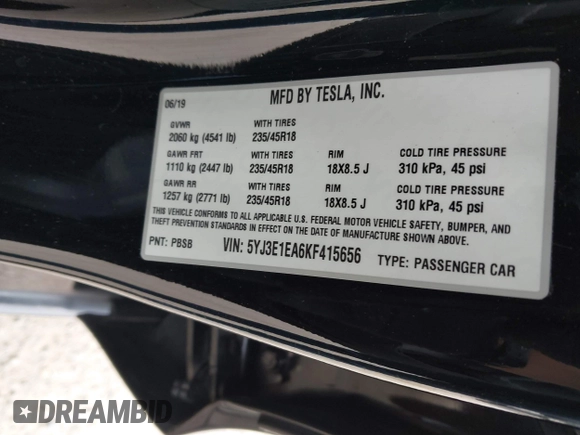 06/19 MFD BY TESLA, INC.
GVWR WITH TIRES
2060 kg (4541 lb) 235/45R18
GAWR FRT WITH TIRES RIM COLD TIRE PRESSURE
1110 kg (2447 lb) 235/45R18 18X8.5 J 310 kPa, 45 psi
GAWR RR WITH TIRES RIM COLD TIRE PRESSURE
1257 kg (2771 lb) 235/45R18 18X8.5 J 310 kPa, 45 psi
THIS VEHICLE CONFORMS TO ALL APPLICABLE U.S. FEDERAL MOTOR VEHICLE SAFETY, BUMPER, AND
THEFT PREVENTION STANDARDS IN EFFECT ON THE DATE OF MANUFACTURE SHOWN ABOVE.
PNT: PBSB VIN: 5YJ3E1EA6KF415656 TYPE: PASSENGER CAR
DREAMBID